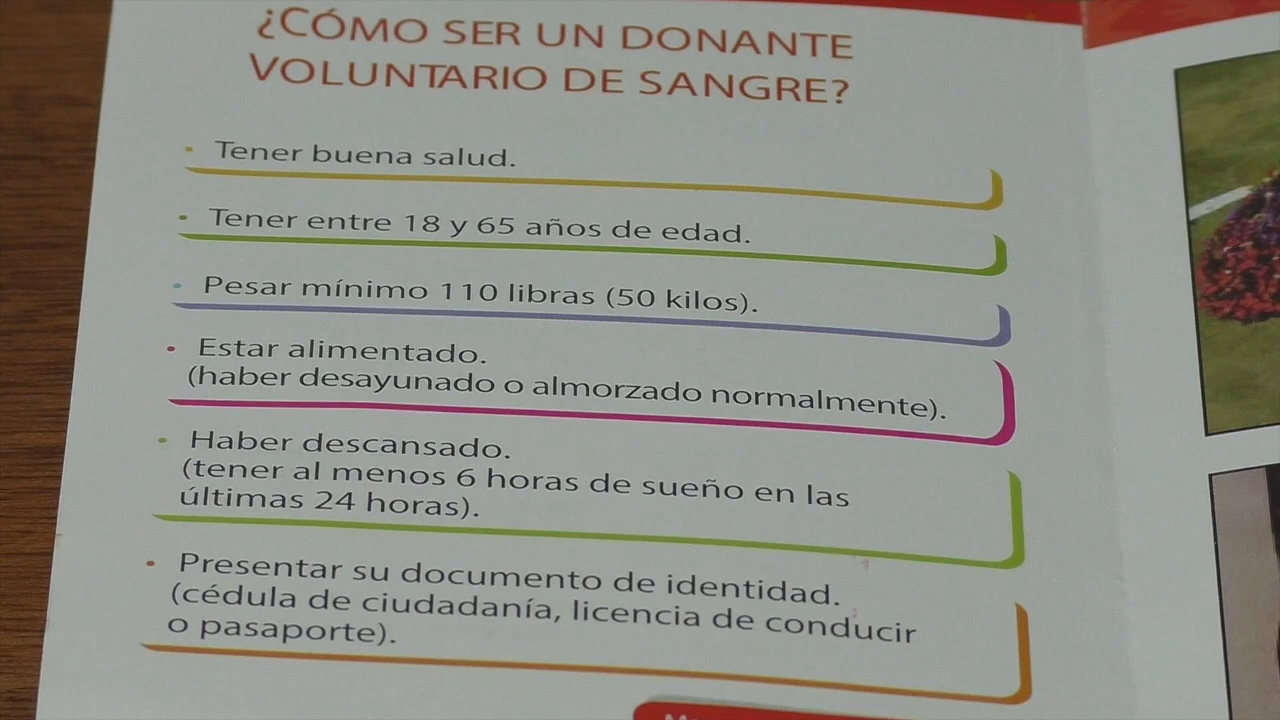 ¿CÓMO SER UN DONANTE
VOLUNTARIO DE SANGRE?
• Tener buena salud.
• Tener entre 18 y 65 años de edad.
• Pesar mínimo 110 libras (50 kilos).
• Estar alimentado.
(haber desayunado o almorzado normalmente).
• Haber descansado.
(tener al menos 6 horas de sueño en las
últimas 24 horas).
• Presentar su documento de identidad.
(cédula de ciudadanía, licencia de conducir
o pasaporte).